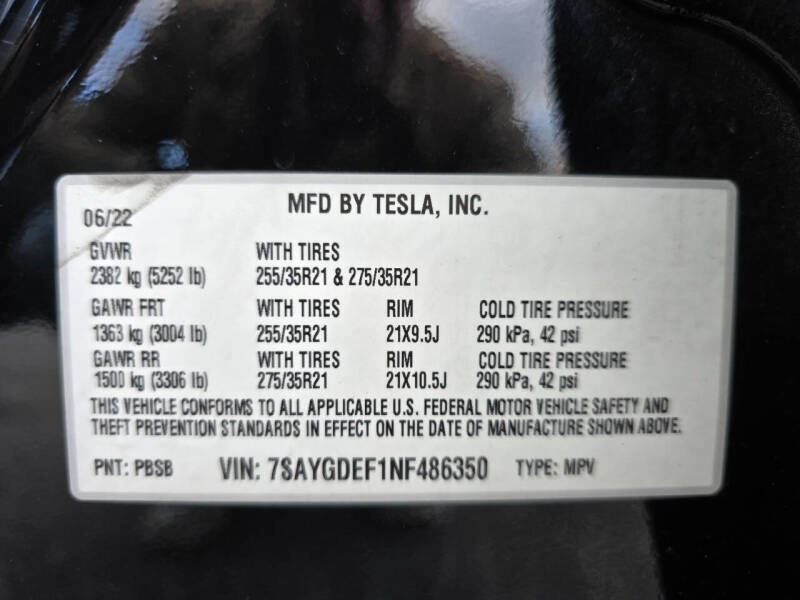 MFD BY TESLA, INC.
06/22
GVWR WITH TIRES
2382 kg (5252 lb) 255/35R21 & 275/35R21
GAWR FRT WITH TIRES RIM COLD TIRE PRESSURE
1363 kg (3004 lb) 255/35R21 21X9.5J 290 kPa, 42 psi
GAWR RR WITH TIRES RIM COLD TIRE PRESSURE
1500 kg (3306 lb) 275/35R21 21X10.5J 290 kPa, 42 psi
THIS VEHICLE CONFORMS TO ALL APPLICABLE U.S. FEDERAL MOTOR VEHICLE SAFETY AND
THEFT PREVENTION STANDARDS IN EFFECT ON THE DATE OF MANUFACTURE SHOWN ABOVE.
PNT: PBSB VIN: 7SAYGDEF1NF486350 TYPE: MPV